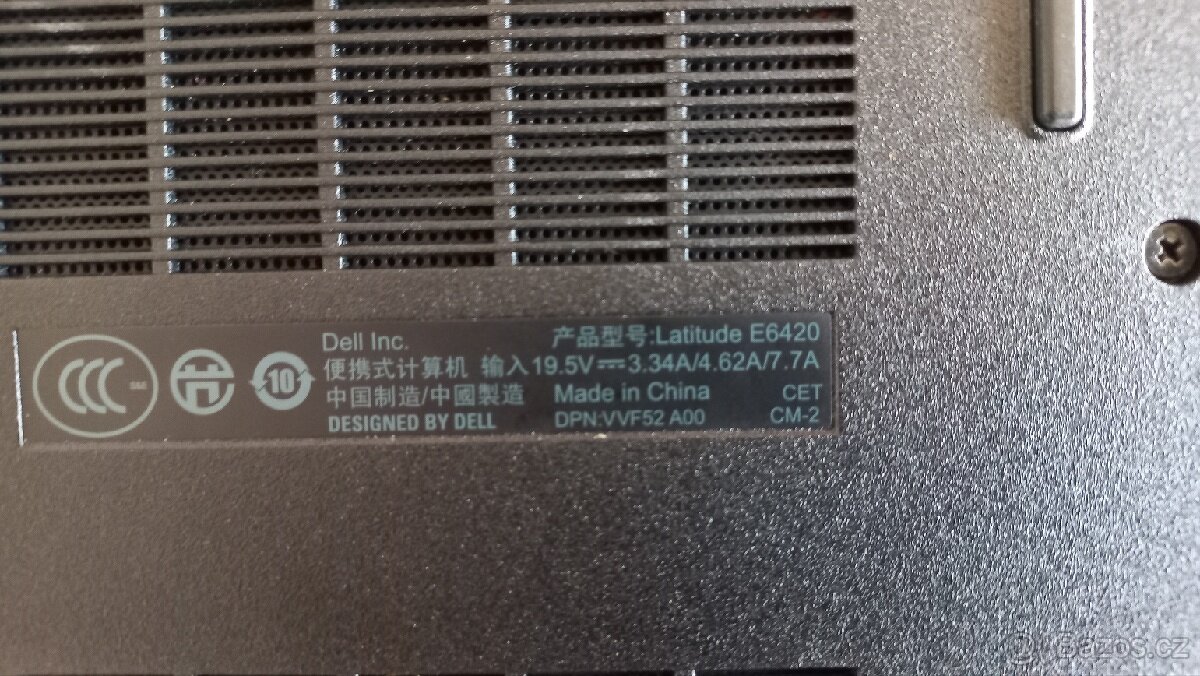 Dell Inc. 产品型号:Latitude E6420
便携式计算机 输入19.5V⎓3.34A/4.62A/7.7A
中国制造/中國製造 Made in China CET
DESIGNED BY DELL DPN:VVF52 A00 CM-2
CCC
10
Bazos.cz